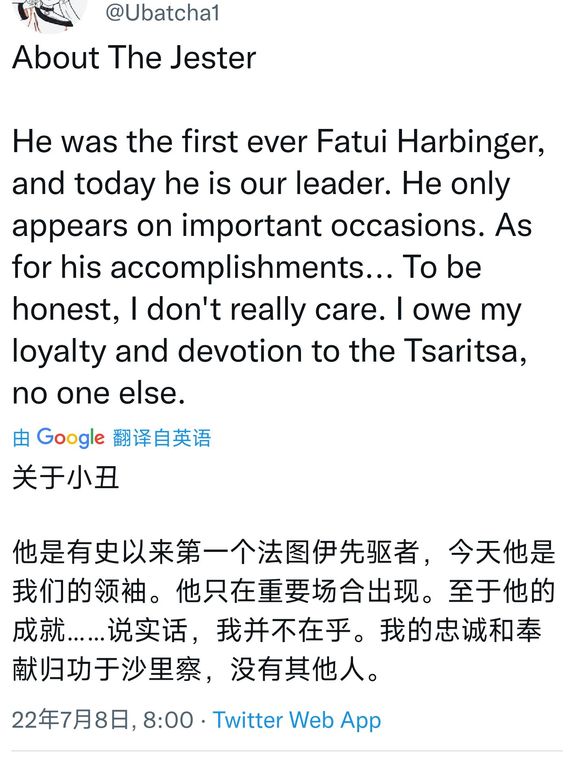 @Ubatcha1
About The Jester
He was the first ever Fatui Harbinger,
and today he is our leader. He only
appears on important occasions. As
for his accomplishments... To be
honest, I don't really care. I owe my
loyalty and devotion to the Tsaritsa,
no one else.
由 Google 翻译自英语
关于小丑
他是有史以来第一个法图伊先驱者，今天他是
我们的领袖。他只在重要场合出现。至于他的
成就……说实话，我并不在乎。我的忠诚和奉
献归功于沙里察，没有其他人。
22年7月8日, 8:00 · Twitter Web App